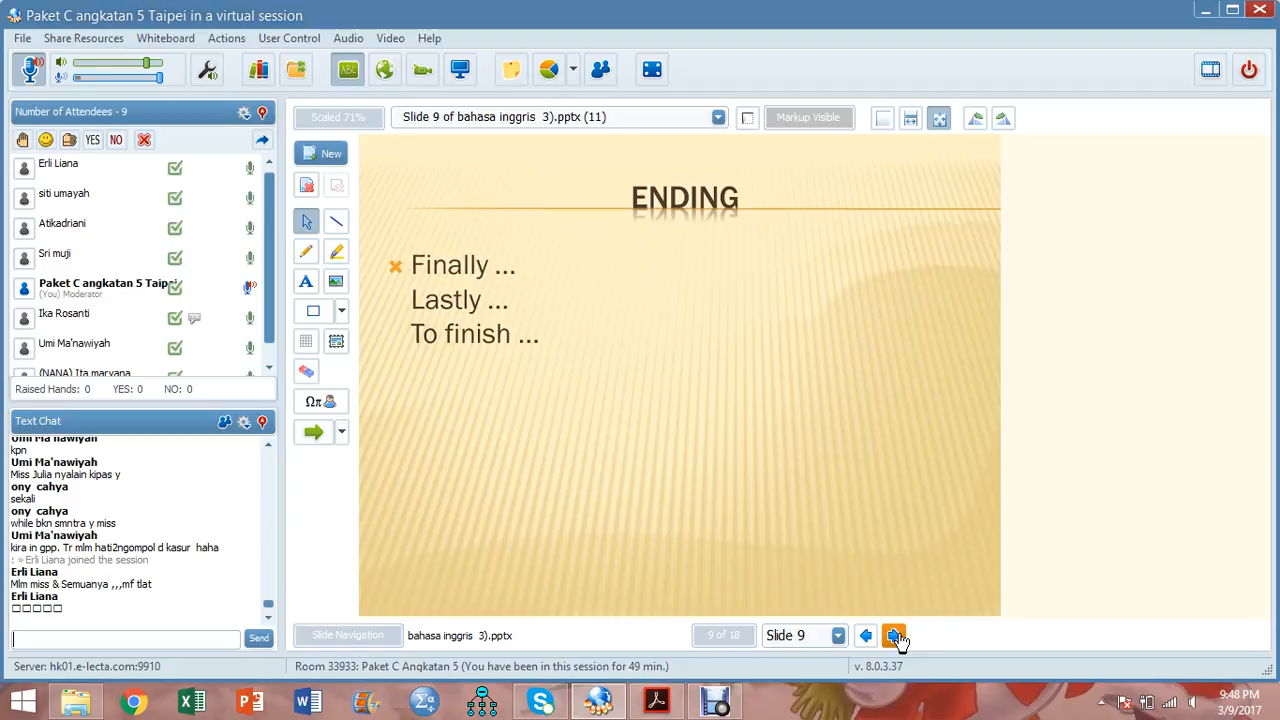 Paket C angkatan 5 Taipei in a virtual session
File Share Resources Whiteboard Actions User Control Audio Video Help
Number of Attendees - 9
YES NO
Erli Liana
siti umayah
Atikadriani
Sri muji
Paket C angkatan 5 Taipei
(You) Moderator
Ika Rosanti
Umi Ma'nawiyah
(NANA) Ita maryana
Raised Hands: 0 YES: 0 NO: 0
Text Chat
Umi Ma'nawiyah
kpn
Umi Ma'nawiyah
Miss Julia nyalain kipas y
ony cahya
sekali
ony cahya
while bkn smntra y miss
Umi Ma'nawiyah
kira in gpp. Tr mlm hati2ngompol d kasur haha
: » Erli Liana joined the session
Erli Liana
Mlm miss & Semuanya ,,,mf tlat
Erli Liana
□□□□□
Send
Scaled 71%
Slide 9 of bahasa inggris 3).pptx (11)
Markup Visible
New
ABC
A
Ωπ
ENDING
Finally ...
Lastly ...
To finish ...
Slide Navigation
bahasa inggris 3).pptx
9 of 18
Slide 9
Server: hk01.e-lecta.com:9910
Room 33933: Paket C Angkatan 5 (You have been in this session for 49 min.)
v. 8.0.3.37
9:48 PM
3/9/2017